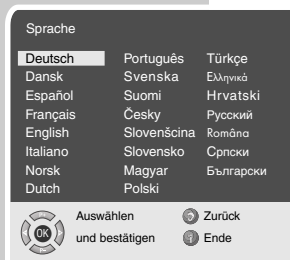 Sprache
Deutsch Português Türkçe
Dansk Svenska Ελληνικά
Español Suomi Hrvatski
Français Česky Русский
English Slovenščina Româna
Italiano Slovensko Српски
Norsk Magyar Български
Dutch Polski
Auswählen Zurück
OK und bestätigen Ende